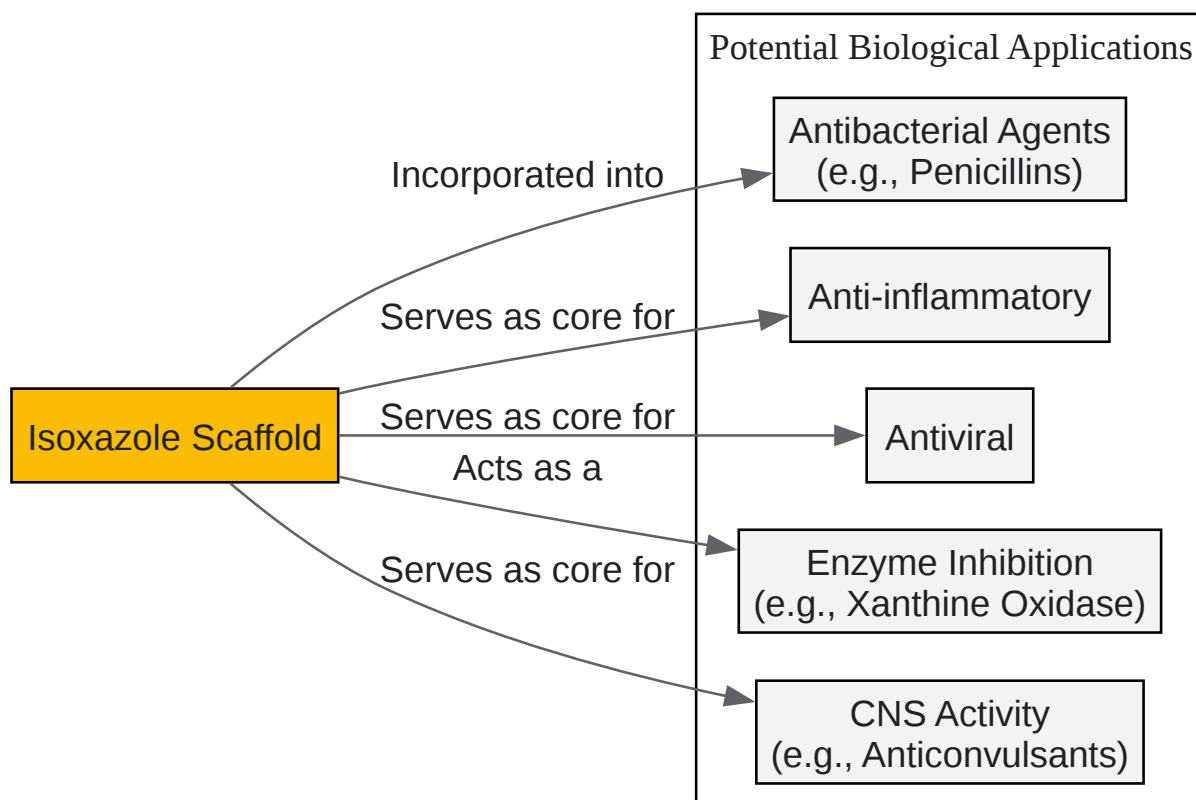 Potential Biological Applications
Antibacterial Agents
(e.g., Penicillins)
Incorporated into
Anti-inflammatory
Serves as core for
Isoxazole Scaffold
Serves as core for
Antiviral
Acts as a
Enzyme Inhibition
(e.g., Xanthine Oxidase)
Serves as core for
CNS Activity
(e.g., Anticonvulsants)